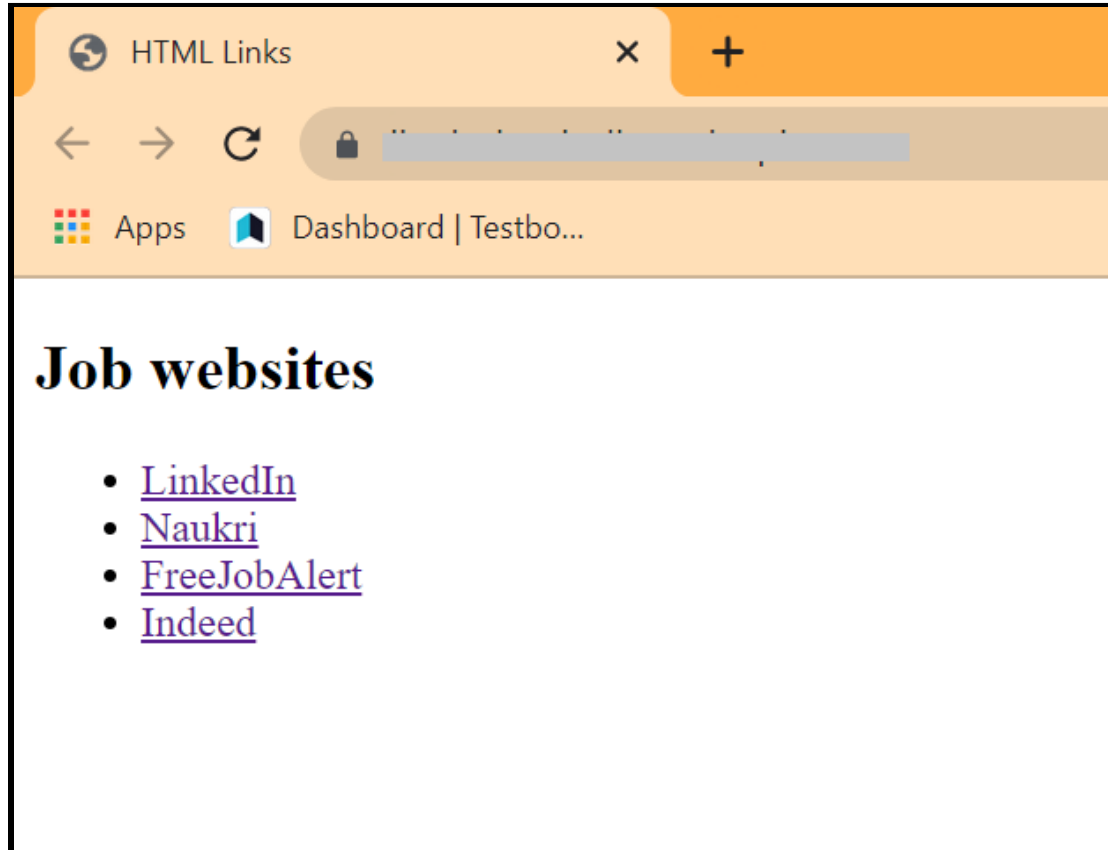 HTML Links
Apps Dashboard | Testbo...
Job websites
LinkedIn
Naukri
FreeJobAlert
Indeed